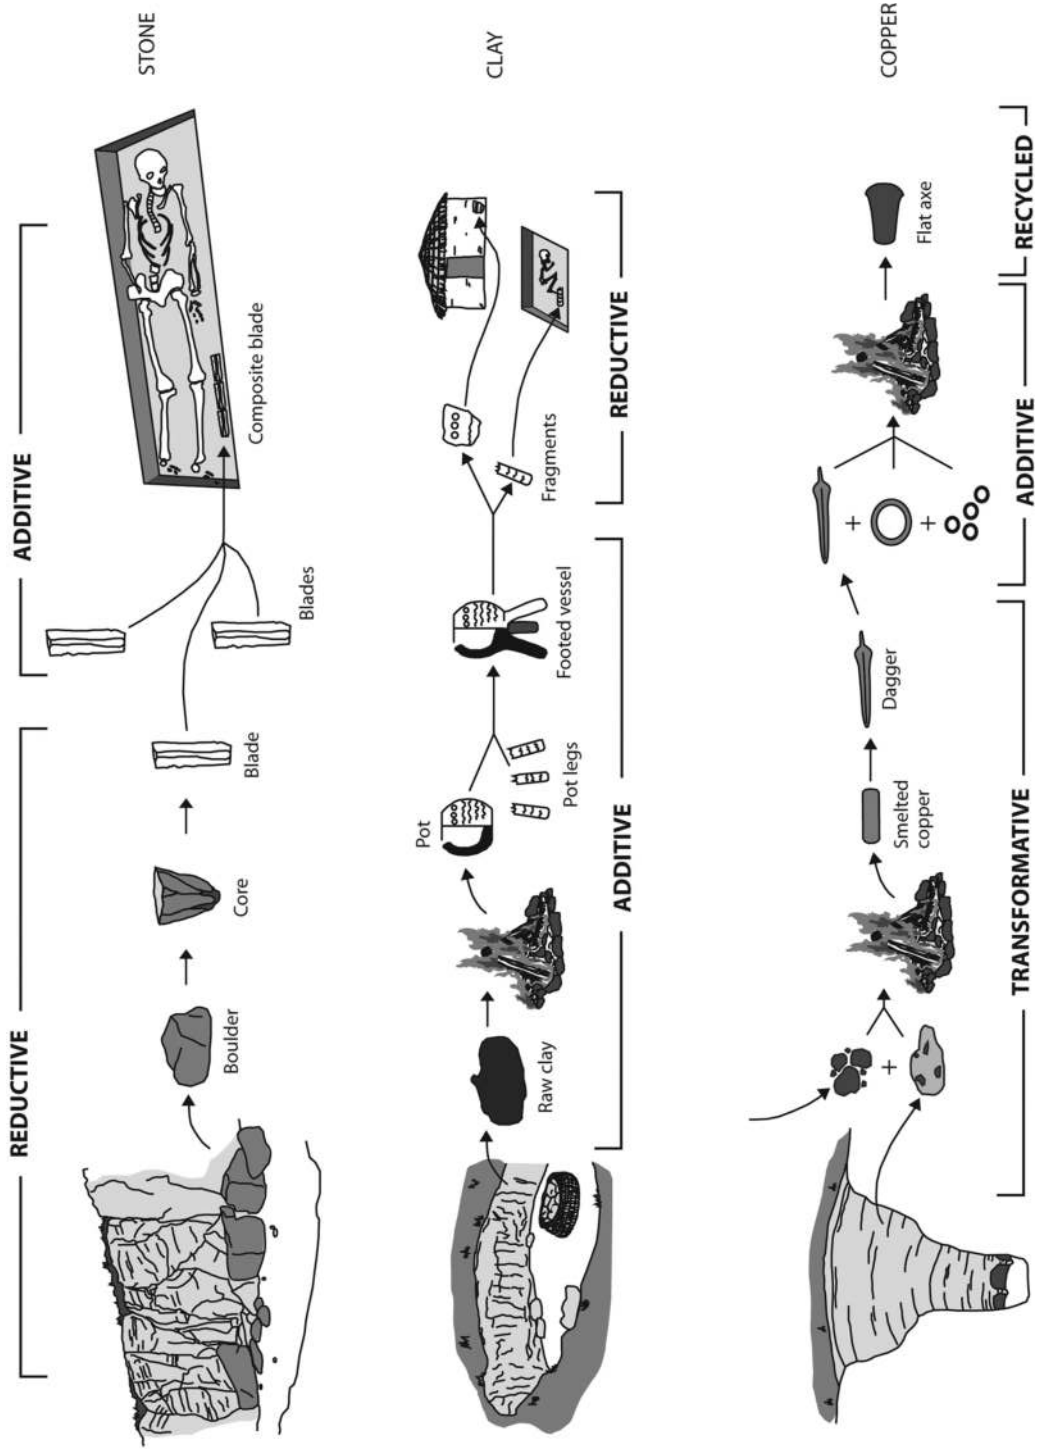 STONE
REDUCTIVE
ADDITIVE
Boulder
Core
Blade
Blades
Composite blade
CLAY
Raw clay
Pot
Pot legs
Footed vessel
Fragments
ADDITIVE
REDUCTIVE
COPPER
+
Smelted
copper
Dagger
+
+
Flat axe
TRANSFORMATIVE
ADDITIVE
RECYCLED